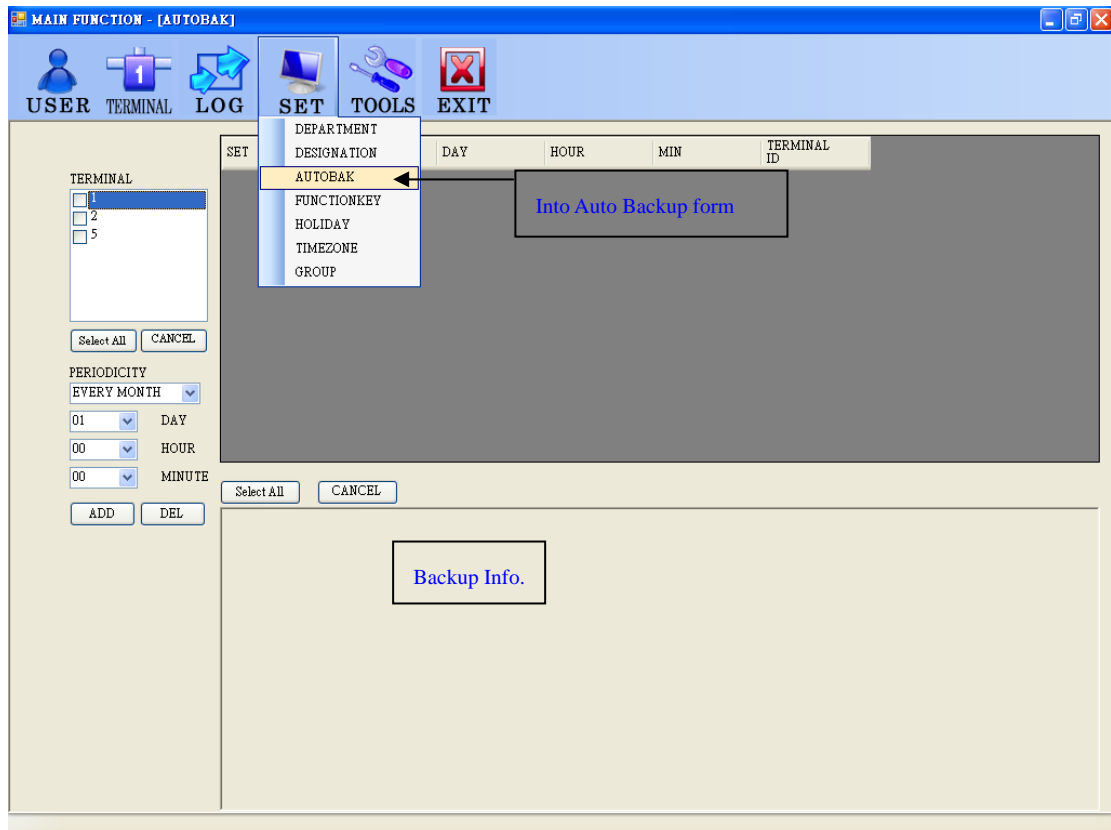 MAIN FUNCTION - [AUTOBAK]
USER TERMINAL LOG SET TOOLS EXIT
1
DEPARTMENT
DESIGNATION
AUTOBAK
FUNCTIONKEY
HOLIDAY
TIMEZONE
GROUP
SET DAY HOUR MIN TERMINAL ID
Into Auto Backup form
TERMINAL
1
2
5
Select All CANCEL
PERIODICITY
EVERY MONTH
01 DAY
00 HOUR
00 MINUTE
ADD DEL
Select All CANCEL
Backup Info.